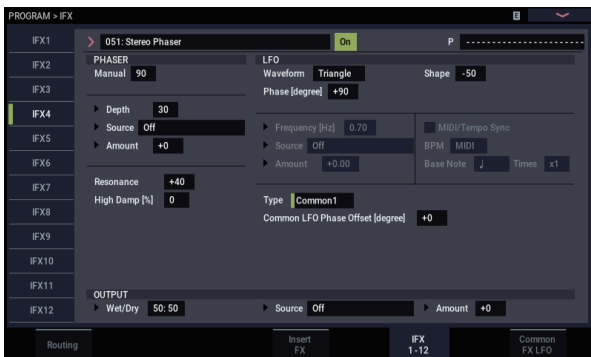 PROGRAM > IFX
E
IFX1
051: Stereo Phaser
On
P
-----------------------
IFX2
PHASER
LFO
Manual 90
Waveform Triangle
Shape -50
IFX3
Phase [degree] +90
IFX4
Depth 30
Source Off
Frequency [Hz] 0.70
MIDI/Tempo Sync
IFX5
Amount +0
Source Off
BPM MIDI
IFX6
Amount +0.00
Base Note ♩ Times x1
IFX7
Resonance +40
High Damp [%] 0
Type Common1
IFX8
Common LFO Phase Offset [degree] +0
IFX9
IFX10
IFX11
OUTPUT
IFX12
Wet/Dry 50: 50
Source Off
Amount +0
Routing
Insert
FX
IFX
1 -12
Common
FX LFO